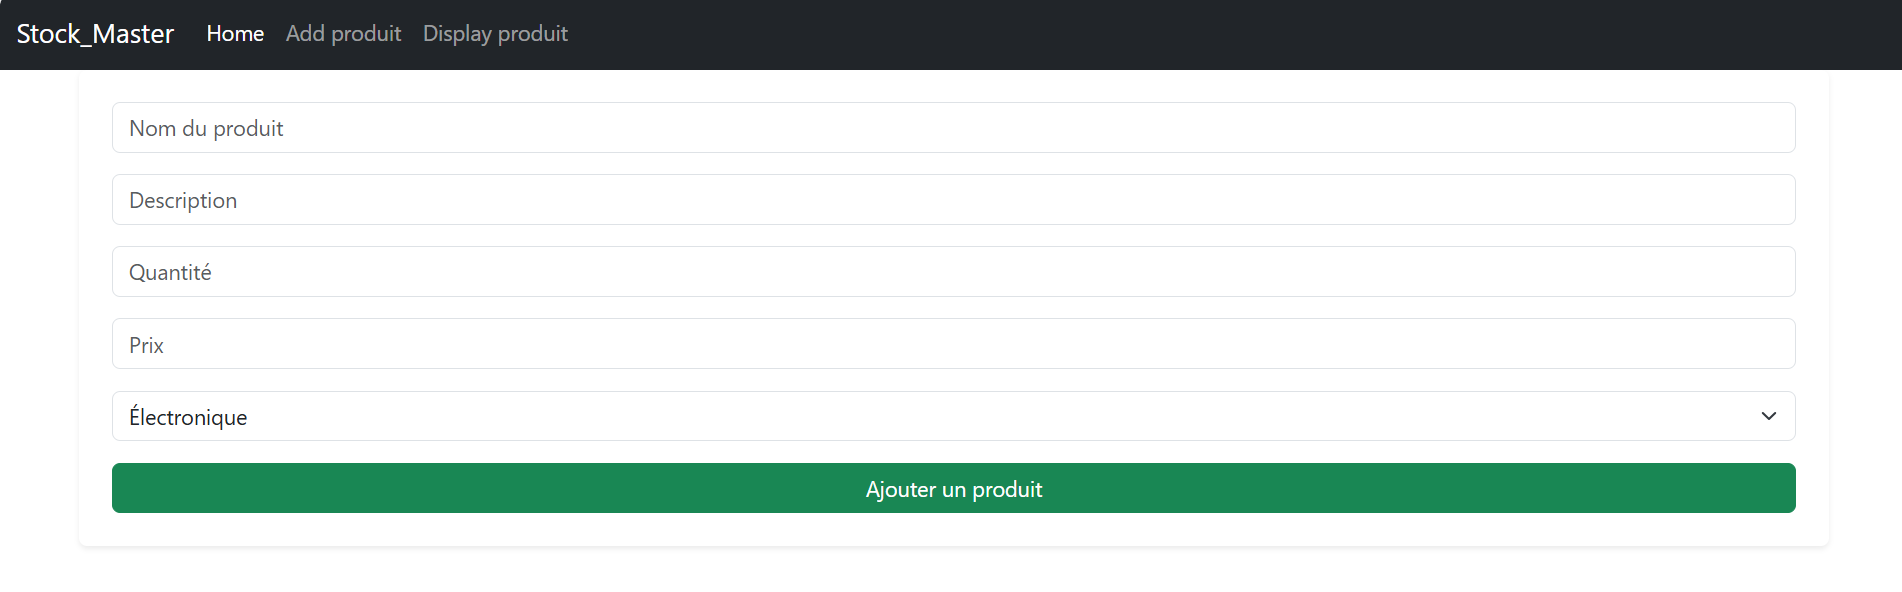 Stock_Master Home Add produit Display produit
Nom du produit
Description
Quantité
Prix
Électronique
Ajouter un produit